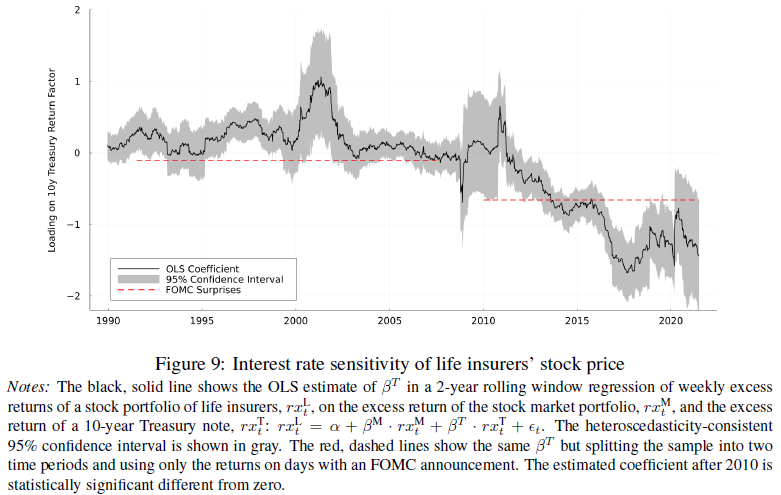 2
1
0
−1
−2
Loading on 10y Treasury Return Factor
OLS Coefficient
95% Confidence Interval
FOMC Surprises
1990 1995 2000 2005 2010 2015 2020
Figure 9: Interest rate sensitivity of life insurers’ stock price
Notes: The black, solid line shows the OLS estimate of β^T in a 2-year rolling window regression of weekly excess
returns of a stock portfolio of life insurers, rx_t^L, on the excess return of the stock market portfolio, rx_t^M, and the excess
return of a 10-year Treasury note, rx_t^T: rx_t^L = α + β^M · rx_t^M + β^T · rx_t^T + ϵ_t. The heteroscedasticity-consistent
95% confidence interval is shown in gray. The red, dashed lines show the same β^T but splitting the sample into two
time periods and using only the returns on days with an FOMC announcement. The estimated coefficient after 2010 is
statistically significant different from zero.